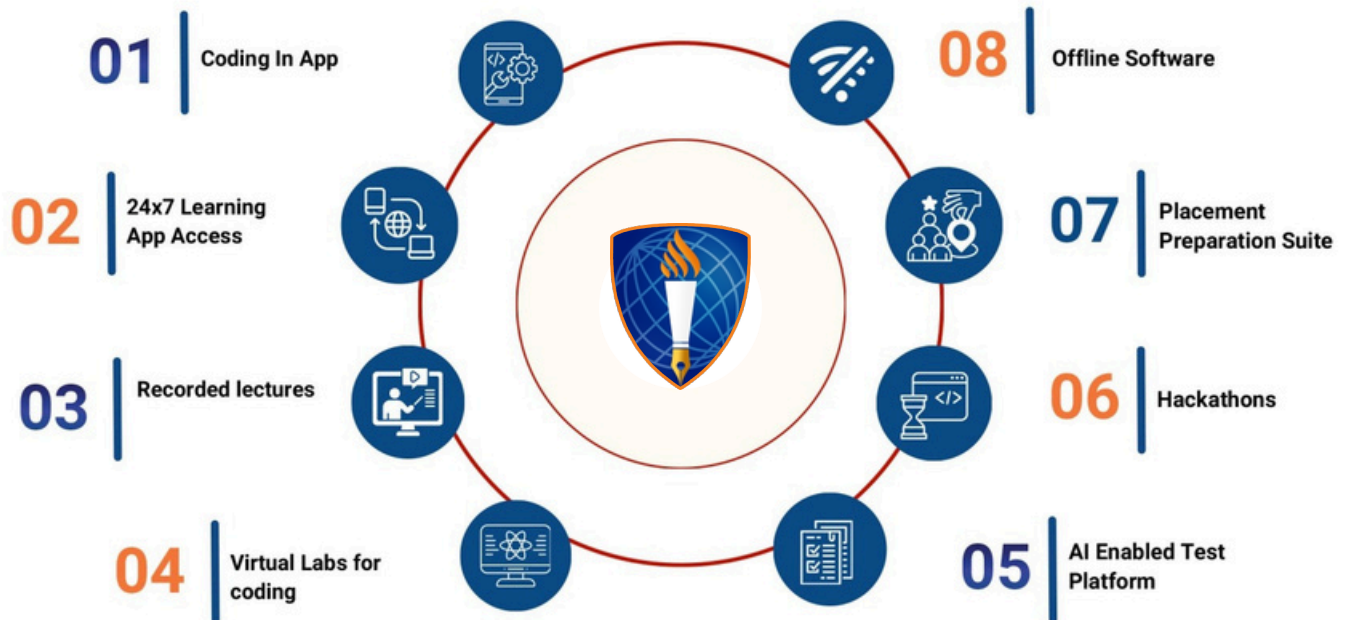 01
Coding In App
02
24x7 Learning
App Access
03
Recorded lectures
04
Virtual Labs for
coding
05
AI Enabled Test
Platform
06
Hackathons
07
Placement
Preparation Suite
08
Offline Software